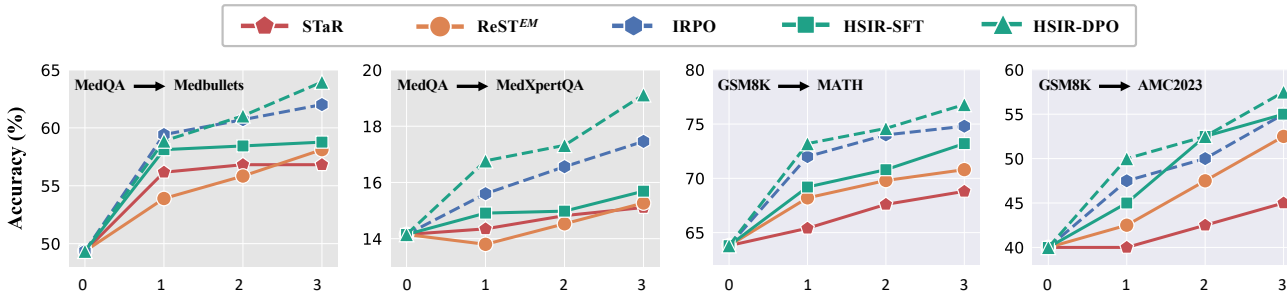 STaR ReST^EM IRPO HSIR-SFT HSIR-DPO
Accuracy (%)
MedQA → Medbullets
65
60
55
50
0 1 2 3
MedQA → MedXpertQA
20
18
16
14
0 1 2 3
GSM8K → MATH
80
75
70
65
0 1 2 3
GSM8K → AMC2023
60
55
50
45
40
0 1 2 3